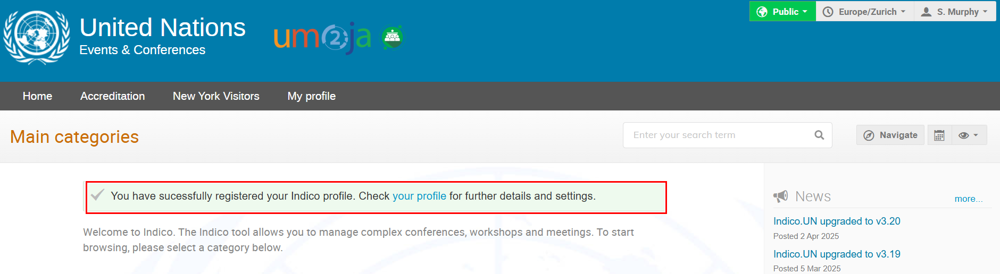 Public
Europe/Zurich
S. Murphy
United Nations
Events & Conferences
um2ja
Home
Accreditation
New York Visitors
My profile
Main categories
Enter your search term
Navigate
You have sucessfully registered your Indico profile. Check your profile for further details and settings.
Welcome to Indico. The Indico tool allows you to manage complex conferences, workshops and meetings. To start
browsing, please select a category below.
News
more...
Indico.UN upgraded to v3.20
Posted 2 Apr 2025
Indico.UN upgraded to v3.19
Posted 5 Mar 2025